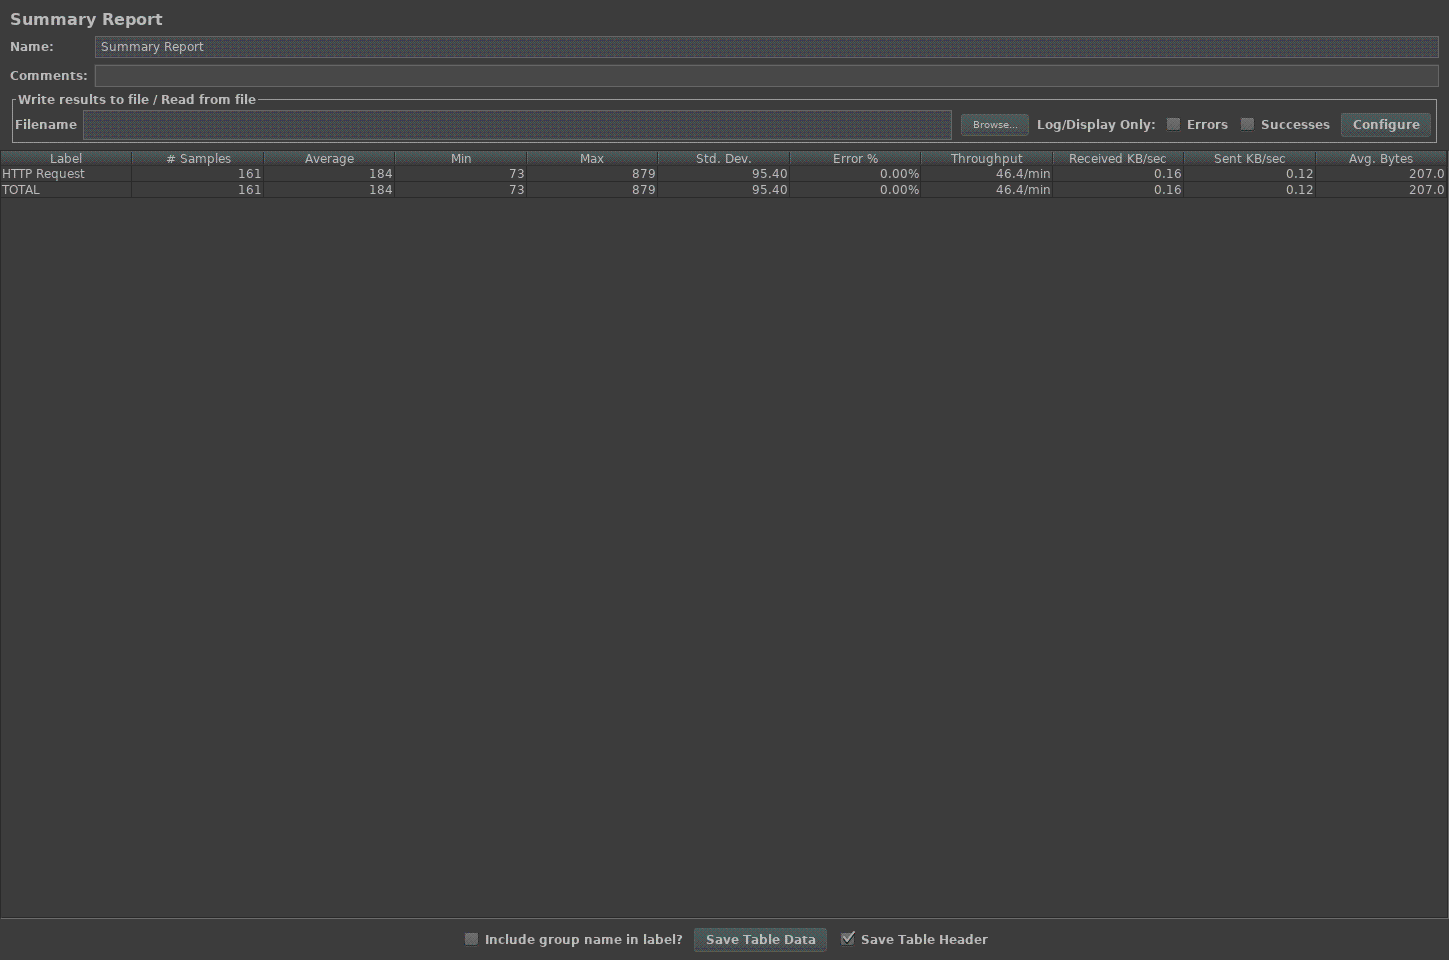 Summary Report
Name: Summary Report
Comments:
Write results to file / Read from file
Filename Browse... Log/Display Only: Errors Successes Configure
Label # Samples Average Min Max Std. Dev. Error % Throughput Received KB/sec Sent KB/sec Avg. Bytes
HTTP Request 161 184 73 879 95.40 0.00% 46.4/min 0.16 0.12 207.0
TOTAL 161 184 73 879 95.40 0.00% 46.4/min 0.16 0.12 207.0
Include group name in label? Save Table Data Save Table Header